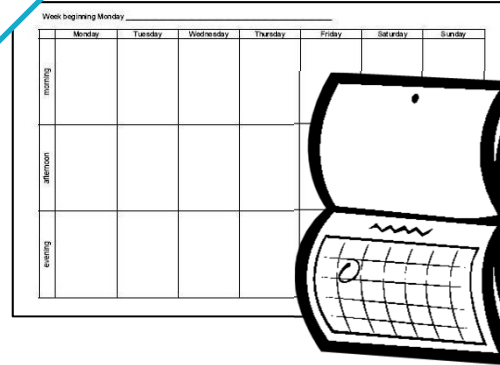 Week beginning Monday
Monday Tuesday Wednesday Thursday Friday Saturday Sunday
morning
afternoon
evening